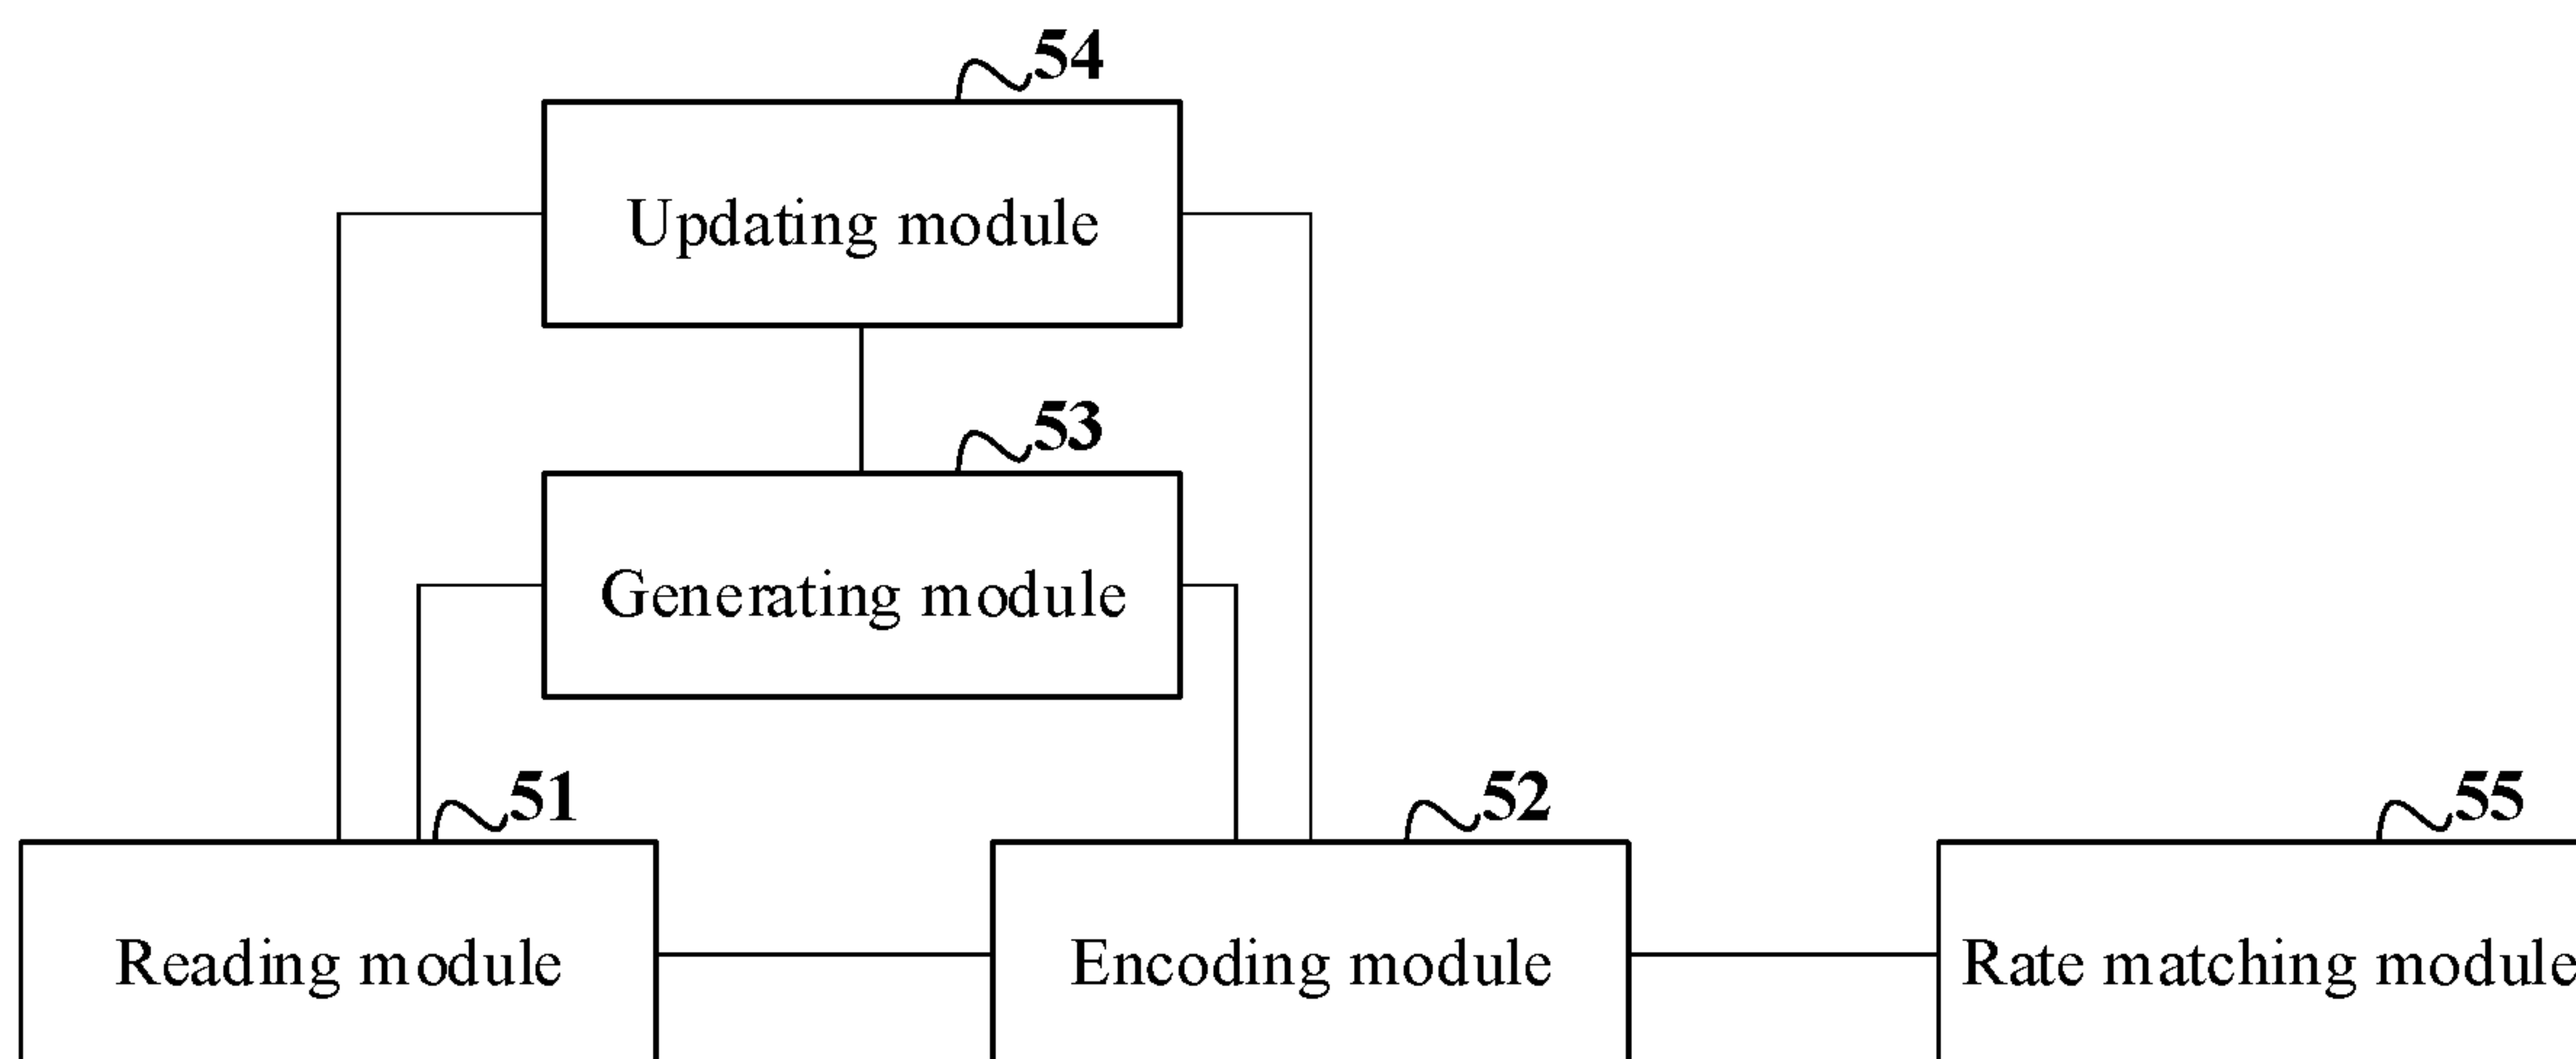 54
Updating module
53
Generating module
51
52
55
Reading module
Encoding module
Rate matching module